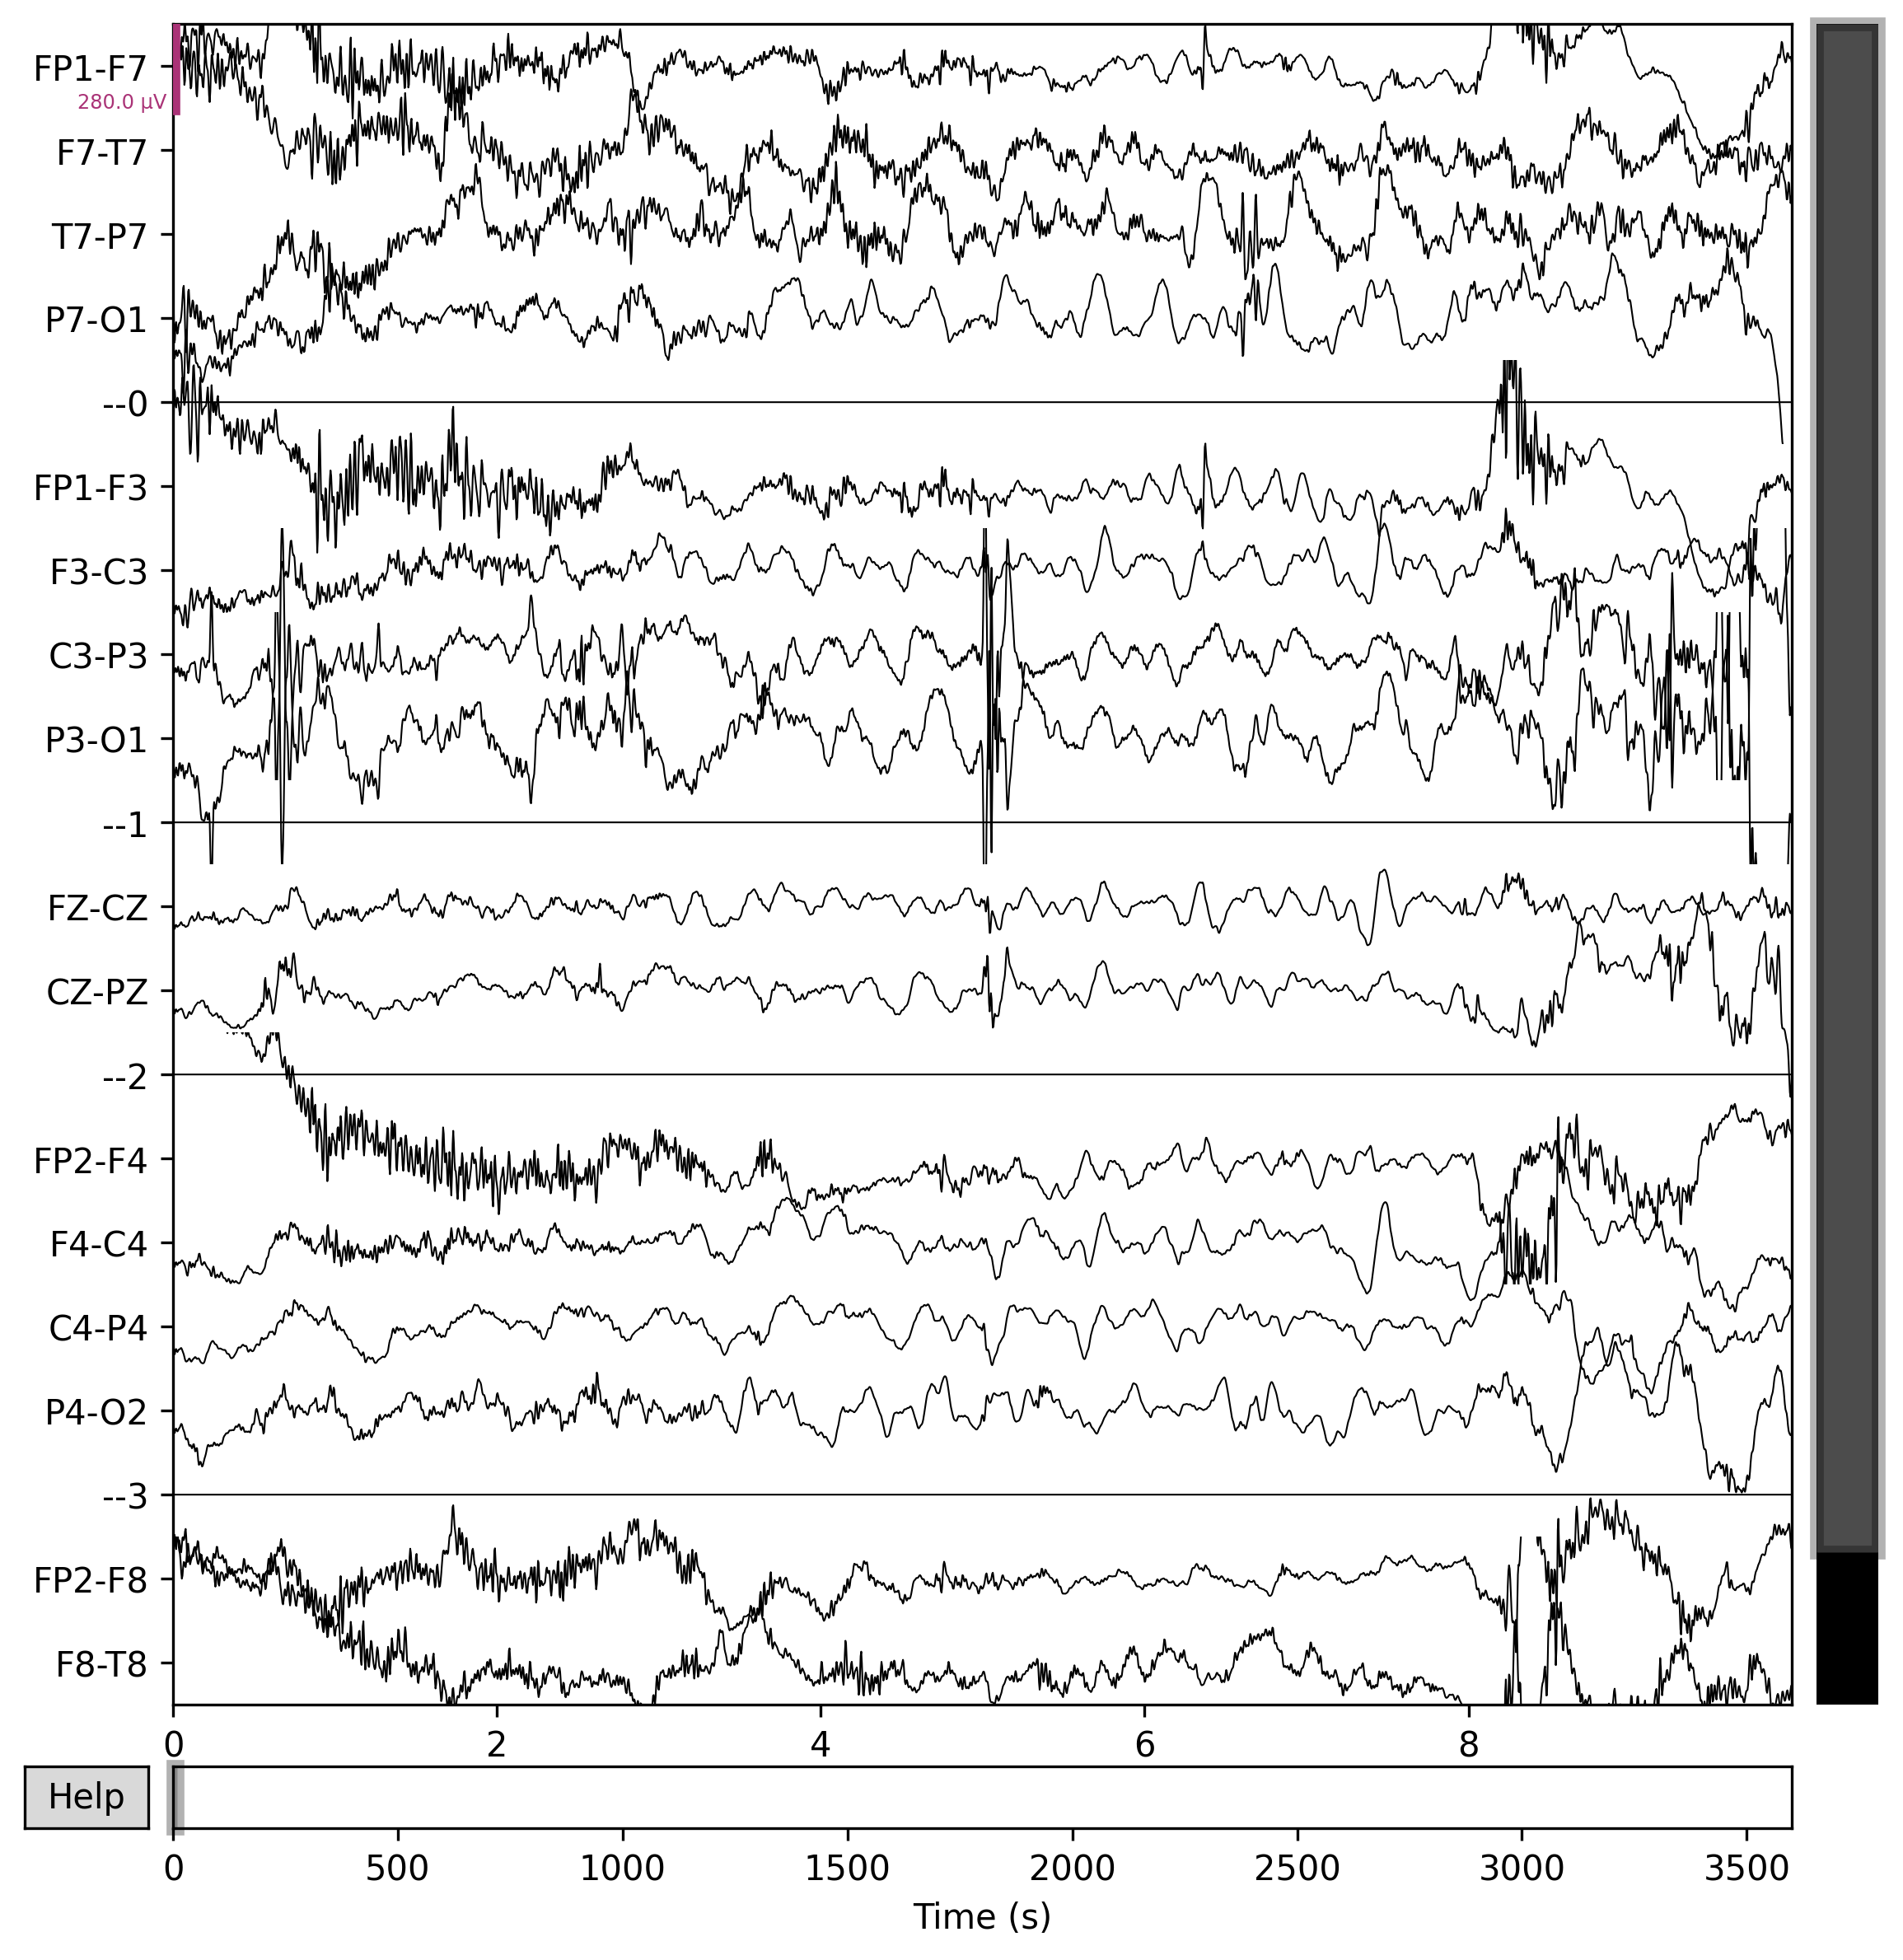 FP1-F7
280.0 µV
F7-T7
T7-P7
P7-O1
--0
FP1-F3
F3-C3
C3-P3
P3-O1
--1
FZ-CZ
CZ-PZ
--2
FP2-F4
F4-C4
C4-P4
P4-O2
--3
FP2-F8
F8-T8
0 2 4 6 8
Help
0 500 1000 1500 2000 2500 3000 3500
Time (s)